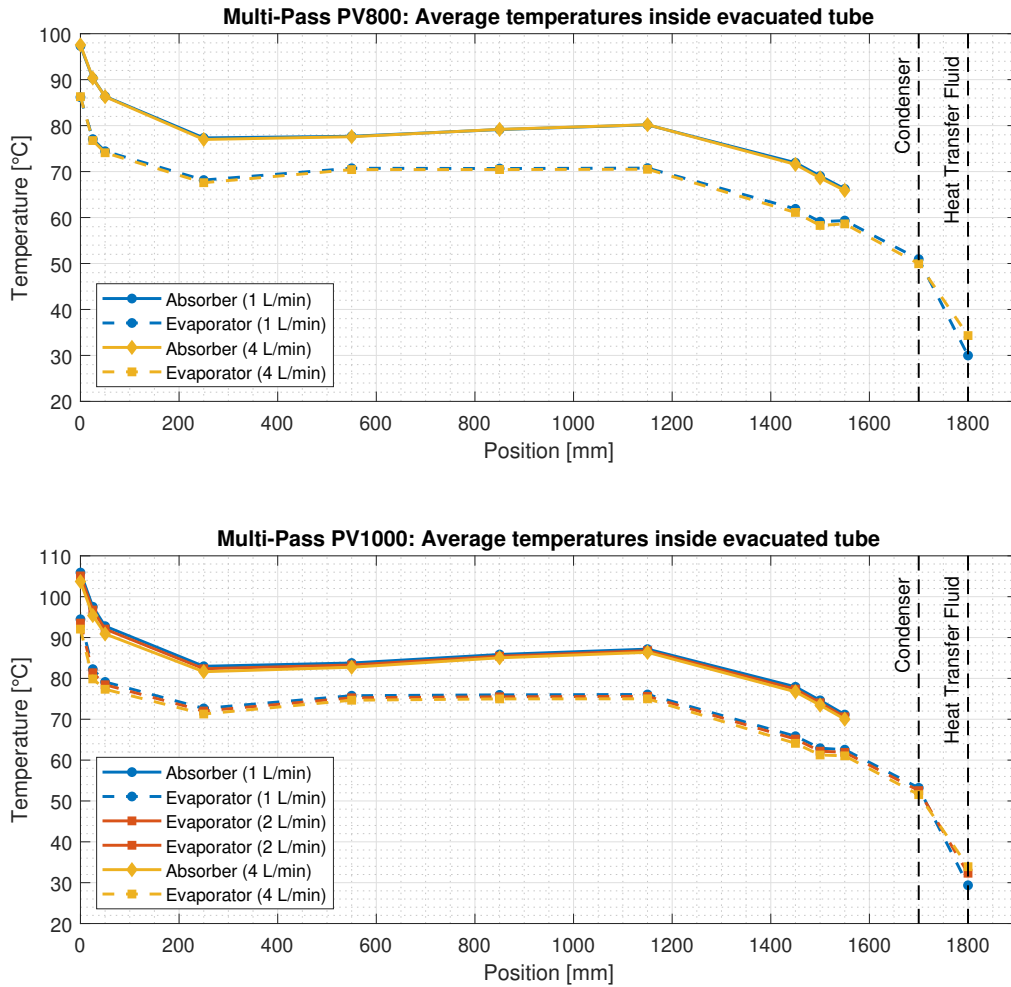 Multi-Pass PV800: Average temperatures inside evacuated tube
100
90
80
70
60
50
40
30
20
Temperature [°C]
Condenser
Heat Transfer Fluid
Absorber (1 L/min)
Evaporator (1 L/min)
Absorber (4 L/min)
Evaporator (4 L/min)
0 200 400 600 800 1000 1200 1400 1600 1800
Position [mm]
Multi-Pass PV1000: Average temperatures inside evacuated tube
110
100
90
80
70
60
50
40
30
20
Temperature [°C]
Condenser
Heat Transfer Fluid
Absorber (1 L/min)
Evaporator (1 L/min)
Evaporator (2 L/min)
Evaporator (2 L/min)
Absorber (4 L/min)
Evaporator (4 L/min)
0 200 400 600 800 1000 1200 1400 1600 1800
Position [mm]